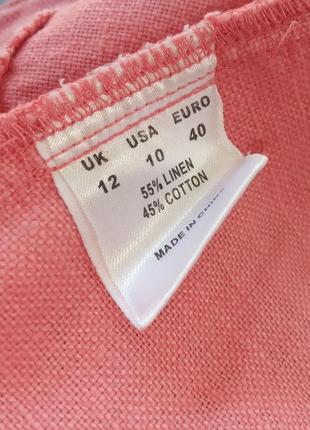 UK USA EURO
12 10 40
55% LINEN
45% COTTON
MADE IN CHINA